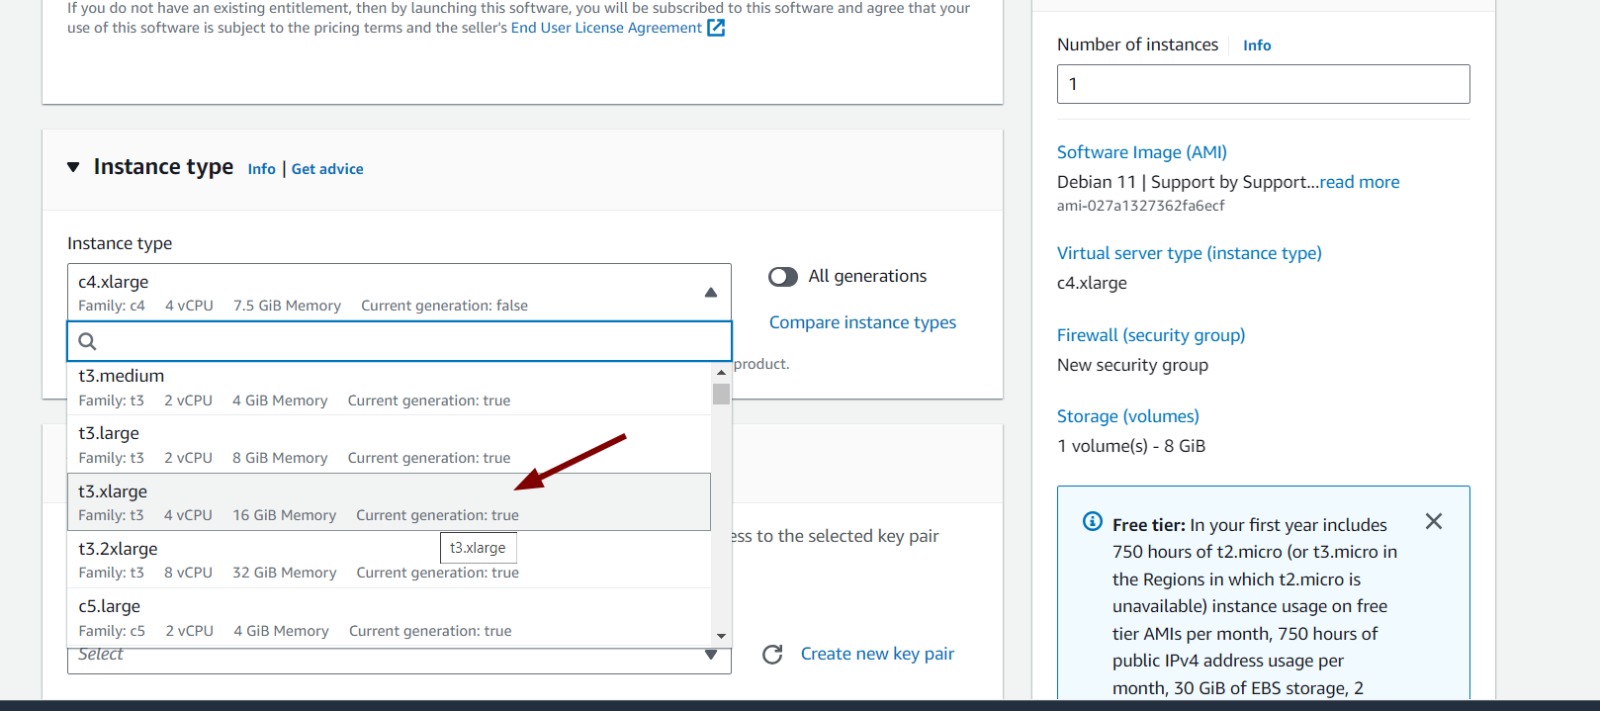 If you do not have an existing entitlement, then by launching this software, you will be subscribed to this software and agree that your
use of this software is subject to the pricing terms and the seller's End User License Agreement
Instance type Info | Get advice
Instance type
c4.xlarge
Family: c4 4 vCPU 7.5 GiB Memory Current generation: false
All generations
Compare instance types
product.
t3.medium
Family: t3 2 vCPU 4 GiB Memory Current generation: true
t3.large
Family: t3 2 vCPU 8 GiB Memory Current generation: true
t3.xlarge
Family: t3 4 vCPU 16 GiB Memory Current generation: true
t3.xlarge
ess to the selected key pair
t3.2xlarge
Family: t3 8 vCPU 32 GiB Memory Current generation: true
c5.large
Family: c5 2 vCPU 4 GiB Memory Current generation: true
Select
Create new key pair
Number of instances Info
1
Software Image (AMI)
Debian 11 | Support by Support...read more
ami-027a1327362fa6ecf
Virtual server type (instance type)
c4.xlarge
Firewall (security group)
New security group
Storage (volumes)
1 volume(s) - 8 GiB
Free tier: In your first year includes
750 hours of t2.micro (or t3.micro in
the Regions in which t2.micro is
unavailable) instance usage on free
tier AMIs per month, 750 hours of
public IPv4 address usage per
month, 30 GiB of EBS storage, 2